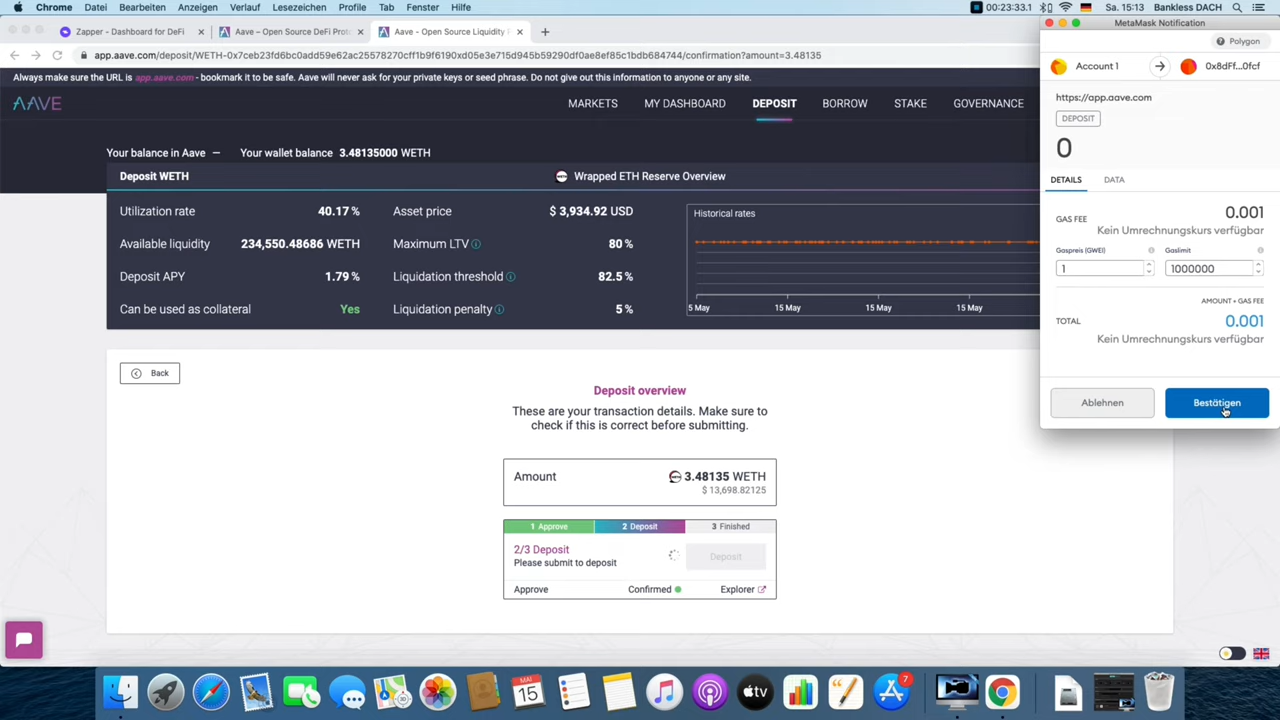 Chrome Datei Bearbeiten Anzeigen Verlauf Lesezeichen Profile Tab Fenster Hilfe 00:23:33.1 Sa. 15:13 Bankless DACH
Zapper - Dashboard for DeFi × Aave – Open Source DeFi Prot × Aave - Open Source Liquidity × +
app.aave.com/deposit/WETH-0x7ceb23fd6bc0add59e62ac25578270cff1b9f6190xd05e3e715d945b59290df0ae8ef85c1bdb684744/confirmation?amount=3.48135
Always make sure the URL is app.aave.com - bookmark it to be safe. Aave will never ask for your private keys or seed phrase. Do not give out this information to anyone or any site.
AAVE MARKETS MY DASHBOARD DEPOSIT BORROW STAKE GOVERNANCE
Your balance in Aave – Your wallet balance 3.48135000 WETH
Deposit WETH Wrapped ETH Reserve Overview
Utilization rate 40.17 % Asset price $ 3,934.92 USD Historical rates
Available liquidity 234,550.48686 WETH Maximum LTV 80 %
Deposit APY 1.79 % Liquidation threshold 82.5 %
Can be used as collateral Yes Liquidation penalty 5 %
5 May 15 May 15 May 15 May
Back
Deposit overview
These are your transaction details. Make sure to
check if this is correct before submitting.
Amount 3.48135 WETH
$ 13,698.82125
1 Approve 2 Deposit 3 Finished
2/3 Deposit
Please submit to deposit
Deposit
Approve Confirmed Explorer
MetaMask Notification
Polygon
Account 1 0x8dFf...0fcf
https://app.aave.com
DEPOSIT
0
DETAILS DATA
GAS FEE 0.001
Kein Umrechnungskurs verfügbar
Gaspreis (GWEI) Gaslimit
1 1000000
AMOUNT + GAS FEE
TOTAL 0.001
Kein Umrechnungskurs verfügbar
Ablehnen Bestätigen
MAI
15
tv
7